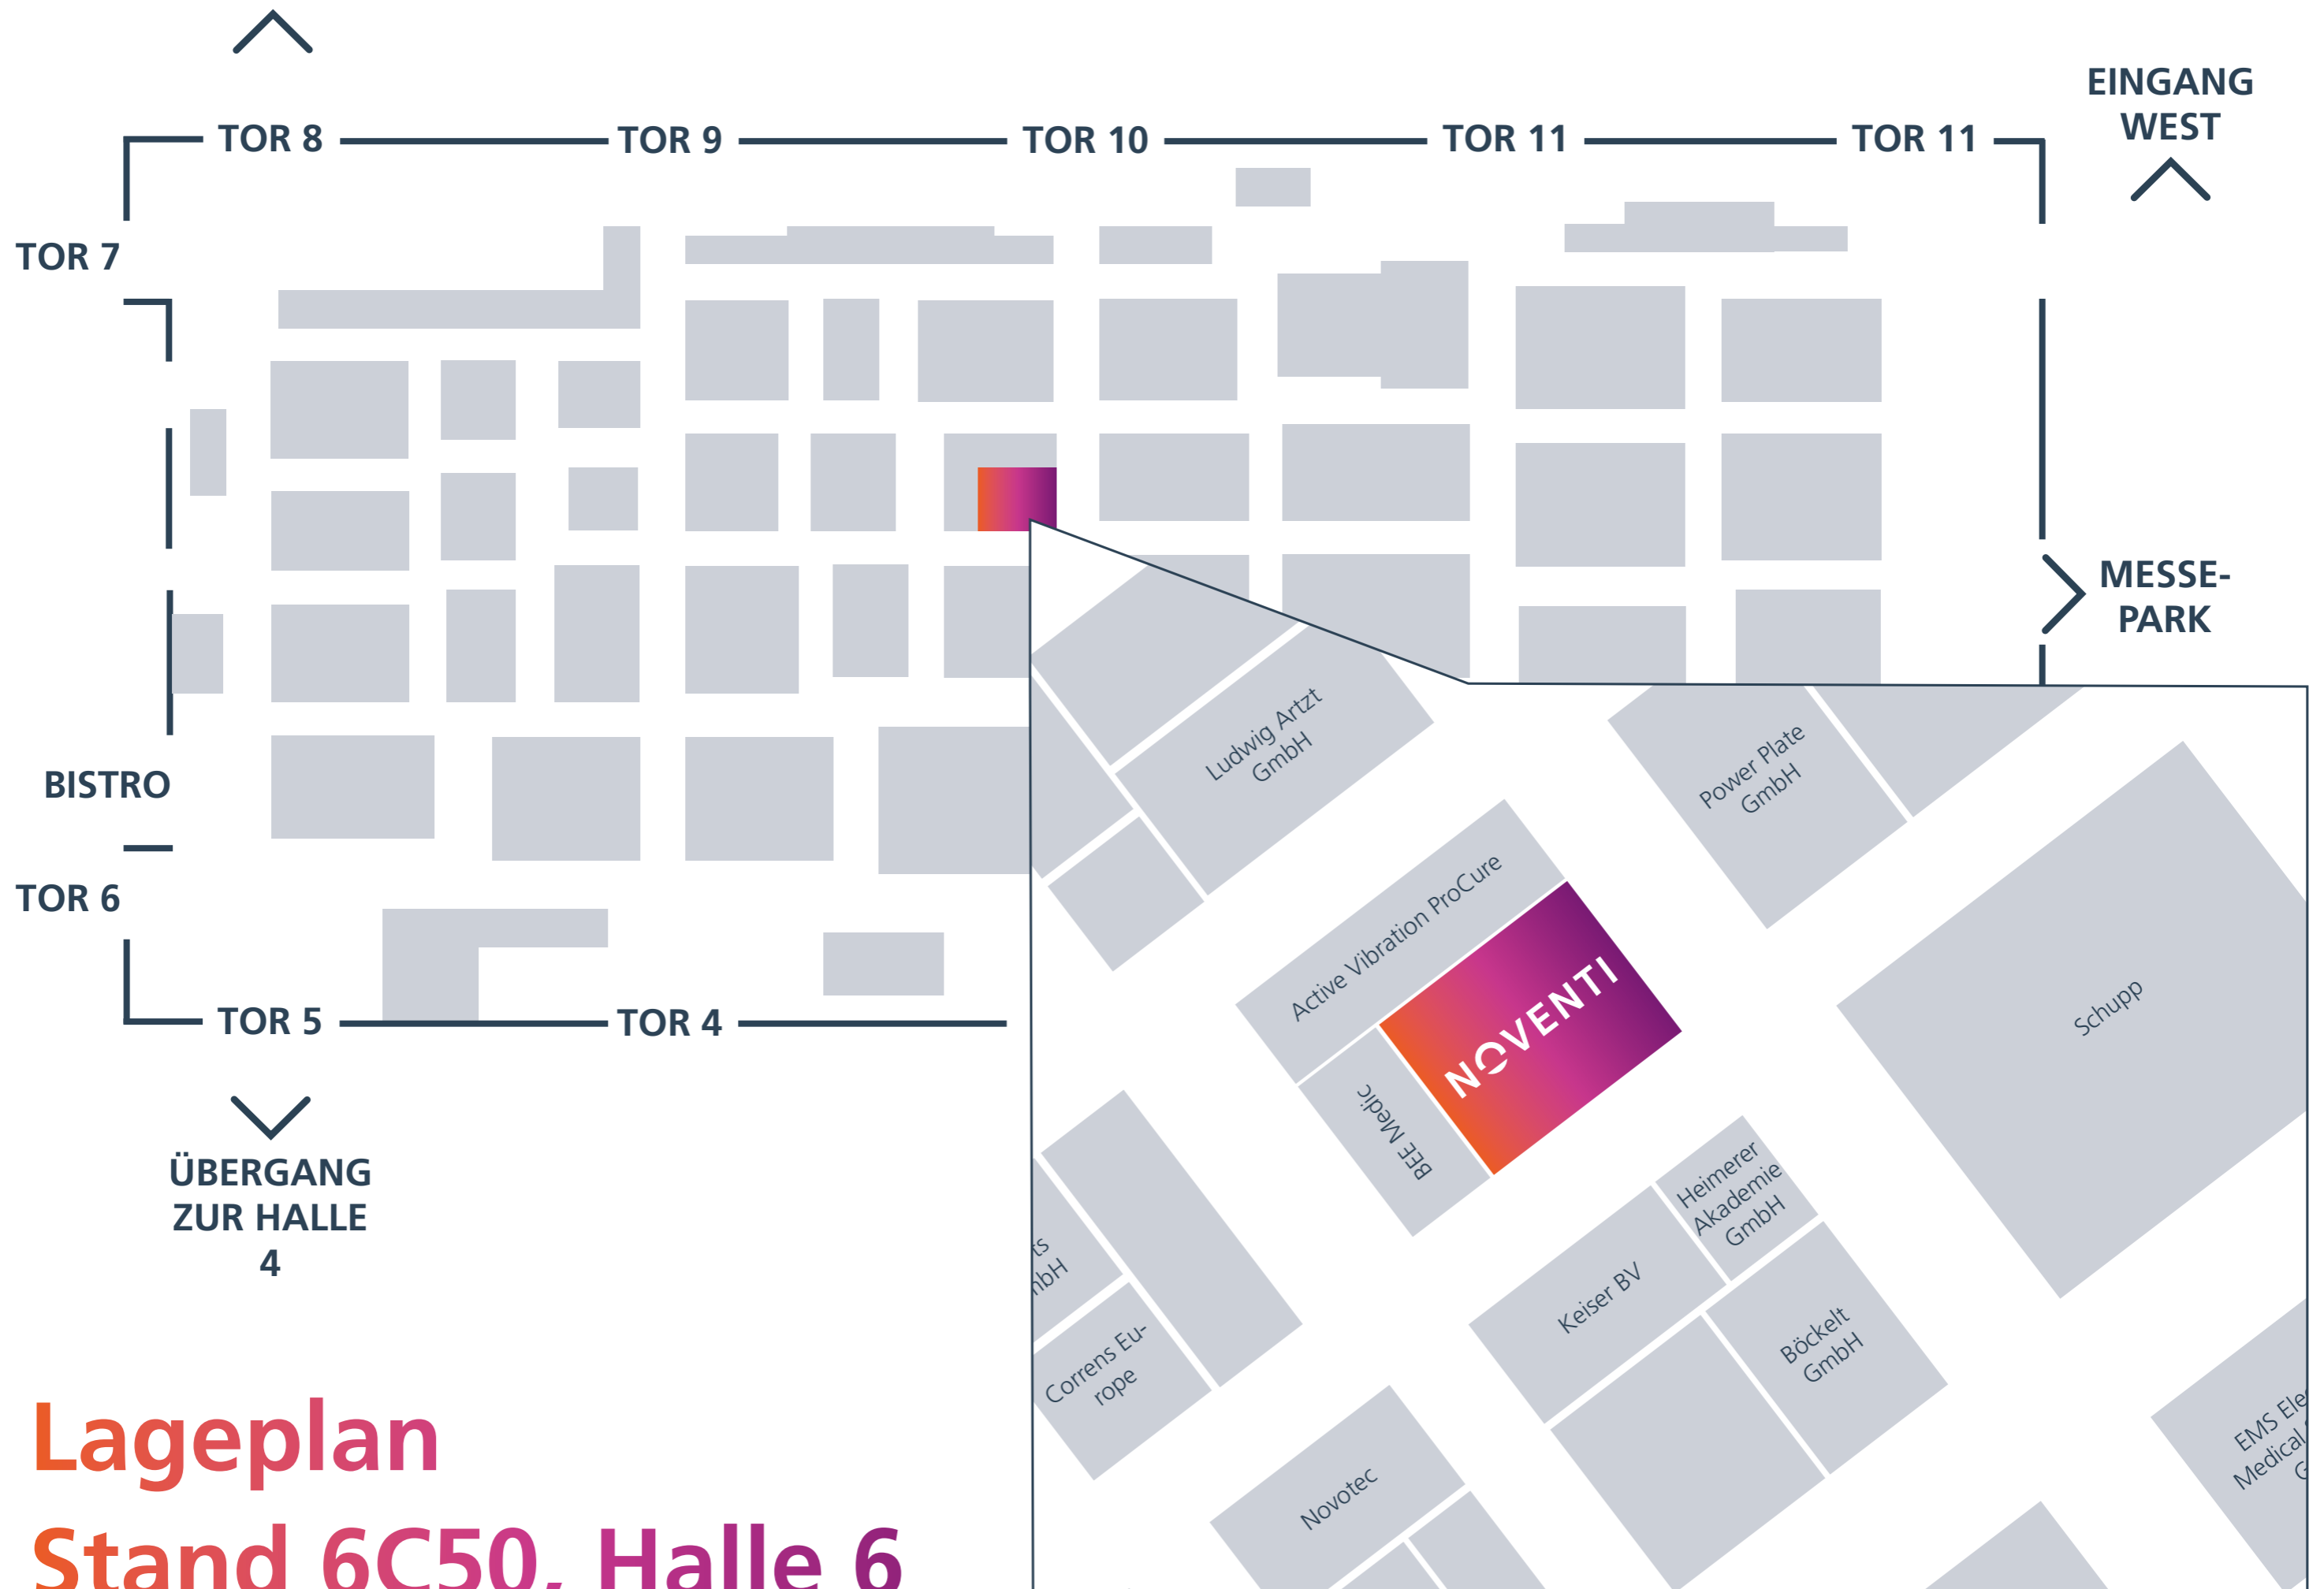 EINGANG
WEST
TOR 8
TOR 9
TOR 10
TOR 11
TOR 11
TOR 7
MESSE-
PARK
BISTRO
TOR 6
TOR 5
TOR 4
ÜBERGANG
ZUR HALLE
4
Ludwig Artzt
GmbH
Power Plate
GmbH
Active Vibration ProCure
NOVENTI
BEE Medic
Schupp
Heimerer
Akademie
GmbH
Keiser BV
Böckelt
GmbH
Correns Eu-
rope
Novotec
EMS
Medical
Lageplan
Stand 6C50, Halle 6